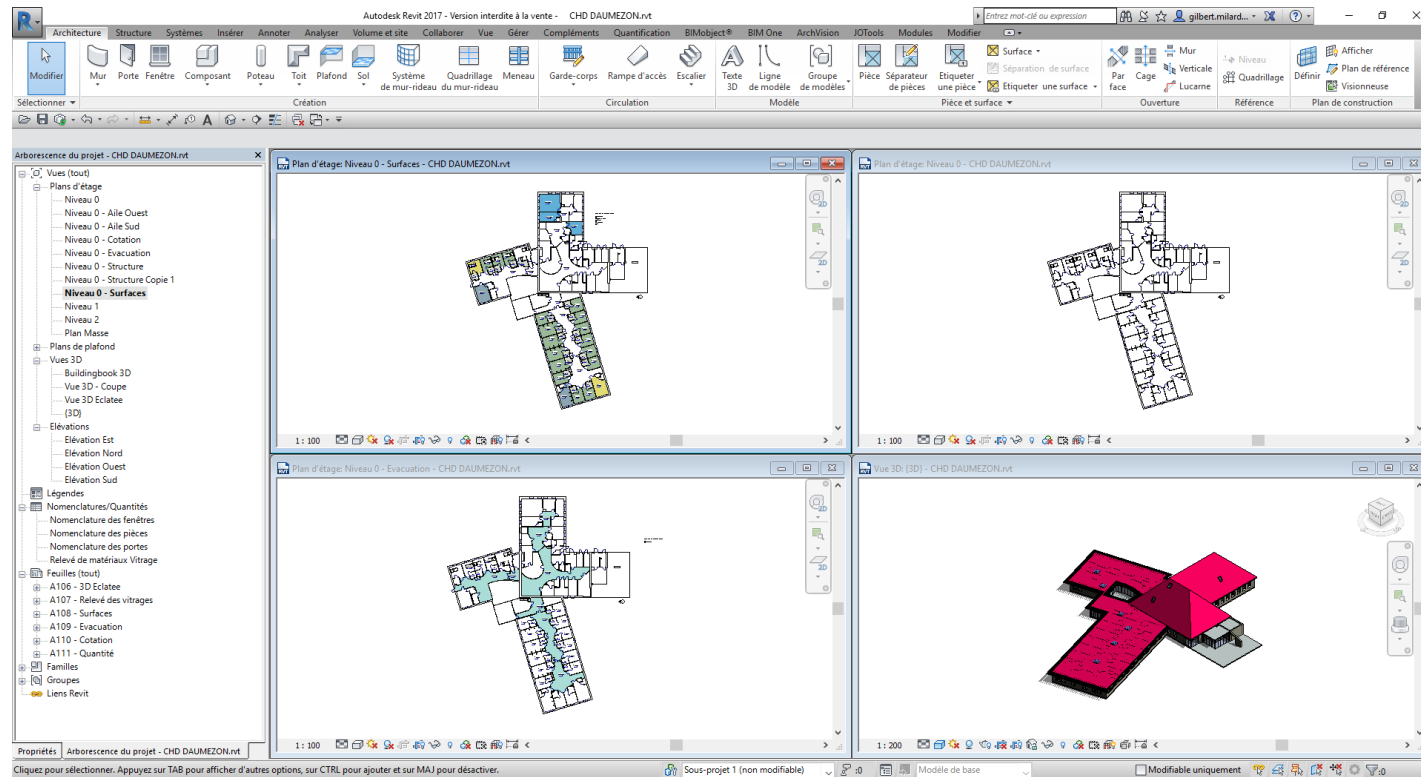 Autodesk Revit 2017 - Version interdite à la vente - CHD DAUMEZON.rvt
Entrez mot-clé ou expression
gilbert.milard...
Architecture Structure Systèmes Insérer Annoter Analyser Volume et site Collaborer Vue Gérer Compléments Quantification BIMobject® BIM One ArchVision JOTools Modules Modifier
Modifier
Mur Porte Fenêtre Composant Poteau Toit Plafond Sol Système de mur-rideau Quadrillage du mur-rideau Meneau
Garde-corps Rampe d'accès Escalier
Texte 3D Ligne de modèle Groupe de modèles
Pièce Séparateur de pièces Etiqueter une pièce
Surface
Séparation de surface
Etiqueter une surface
Par face Cage
Mur
Verticale
Lucarne
Niveau
Quadrillage
Définir
Afficher
Plan de référence
Visionneuse
Sélectionner Création Circulation Modèle Pièce et surface Ouverture Référence Plan de construction
Arborescence du projet - CHD DAUMEZON.rvt
Vues (tout)
Plans d'étage
Niveau 0
Niveau 0 - Aile Ouest
Niveau 0 - Aile Sud
Niveau 0 - Cotation
Niveau 0 - Evacuation
Niveau 0 - Structure
Niveau 0 - Structure Copie 1
Niveau 0 - Surfaces
Niveau 1
Niveau 2
Plan Masse
Plans de plafond
Vues 3D
Buildingbook 3D
Vue 3D - Coupe
Vue 3D Eclatee
{3D}
Elévations
Elévation Est
Elévation Nord
Elévation Ouest
Elévation Sud
Légendes
Nomenclatures/Quantités
Nomenclature des fenêtres
Nomenclature des pièces
Nomenclature des portes
Relevé de matériaux Vitrage
Feuilles (tout)
A106 - 3D Eclatee
A107 - Relevé des vitrages
A108 - Surfaces
A109 - Evacuation
A110 - Cotation
A111 - Quantité
Familles
Groupes
Liens Revit
Propriétés Arborescence du projet - CHD DAUMEZON.rvt
Plan d'étage: Niveau 0 - Surfaces - CHD DAUMEZON.rvt
2D
2D
1 : 100
Plan d'étage: Niveau 0 - CHD DAUMEZON.rvt
2D
2D
1 : 100
Plan d'étage: Niveau 0 - Evacuation - CHD DAUMEZON.rvt
2D
2D
1 : 100
Vue 3D: {3D} - CHD DAUMEZON.rvt
1 : 200
Cliquez pour sélectionner. Appuyez sur TAB pour afficher d'autres options, sur CTRL pour ajouter et sur MAJ pour désactiver.
Sous-projet 1 (non modifiable)
:0
Modèle de base
Modifiable uniquement
:0